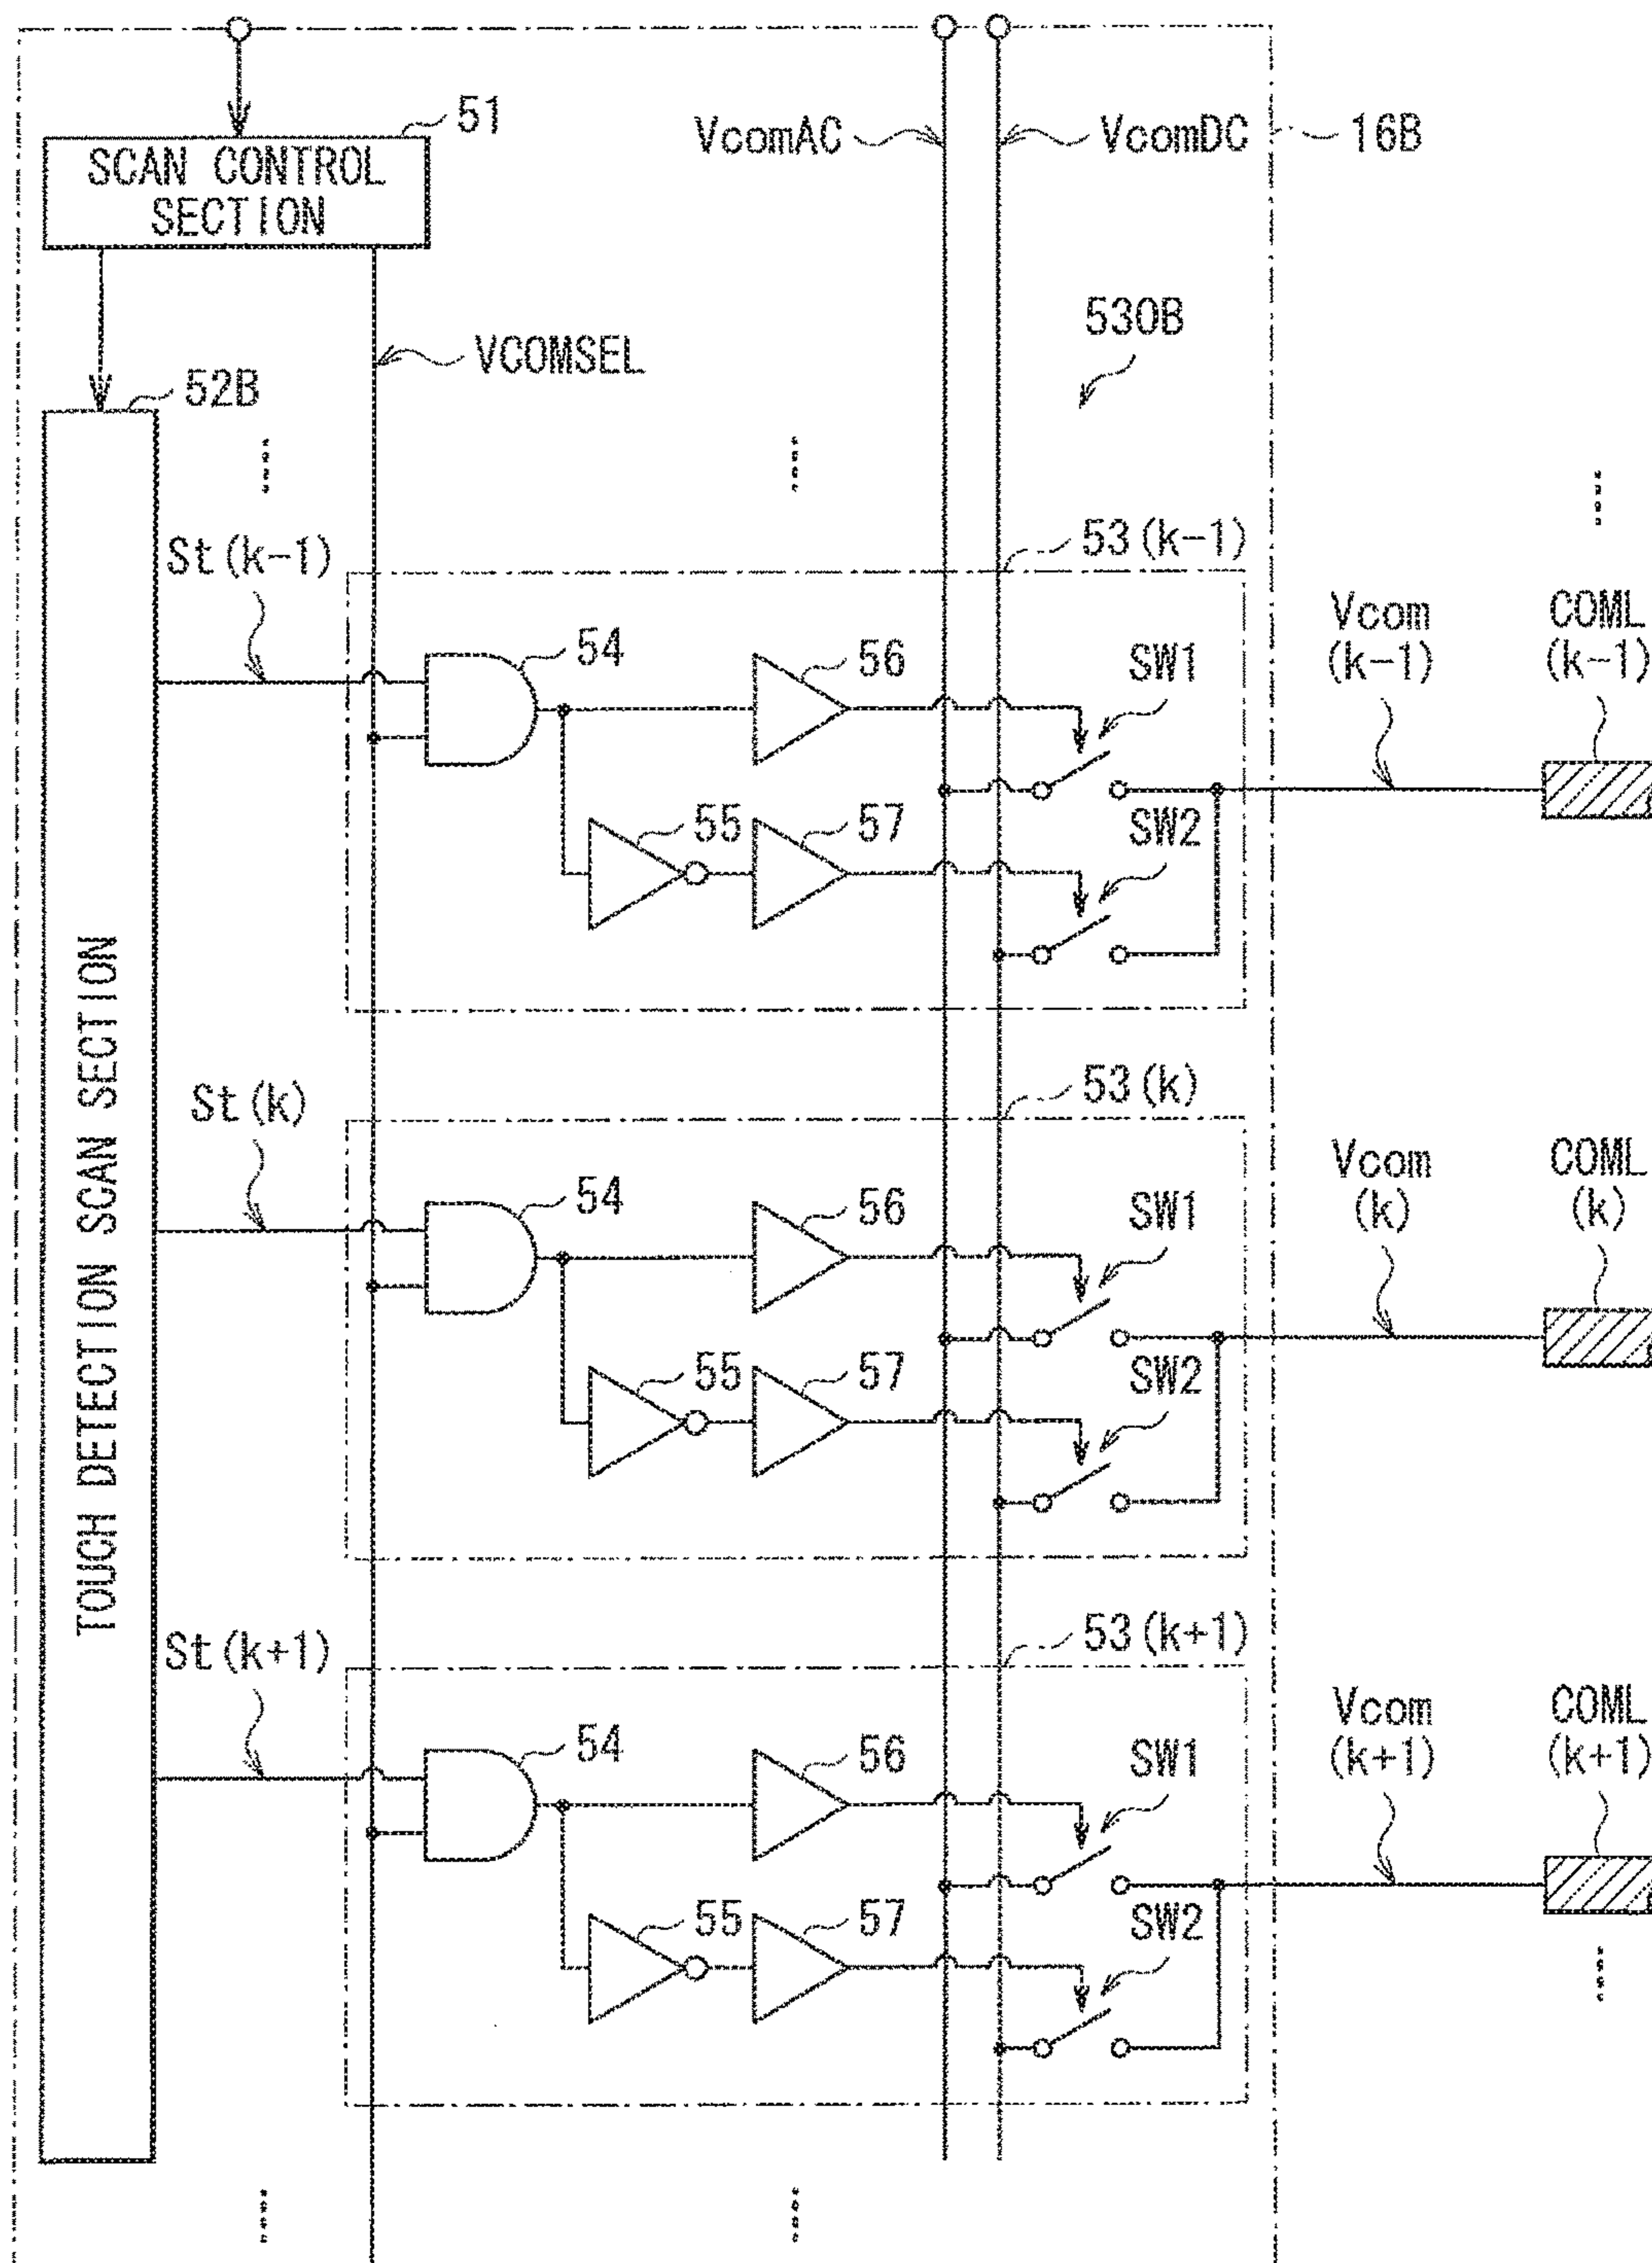 51
SCAN CONTROL
SECTION
VcomAC
VcomDC
16B
VCOMSEL
530B
52B
TOUCH DETECTION SCAN SECTION
St(k-1)
53(k-1)
54
56
SW1
55
57
SW2
Vcom
(k-1)
COML
(k-1)
St(k)
53(k)
54
56
SW1
55
57
SW2
Vcom
(k)
COML
(k)
St(k+1)
53(k+1)
54
56
SW1
55
57
SW2
Vcom
(k+1)
COML
(k+1)